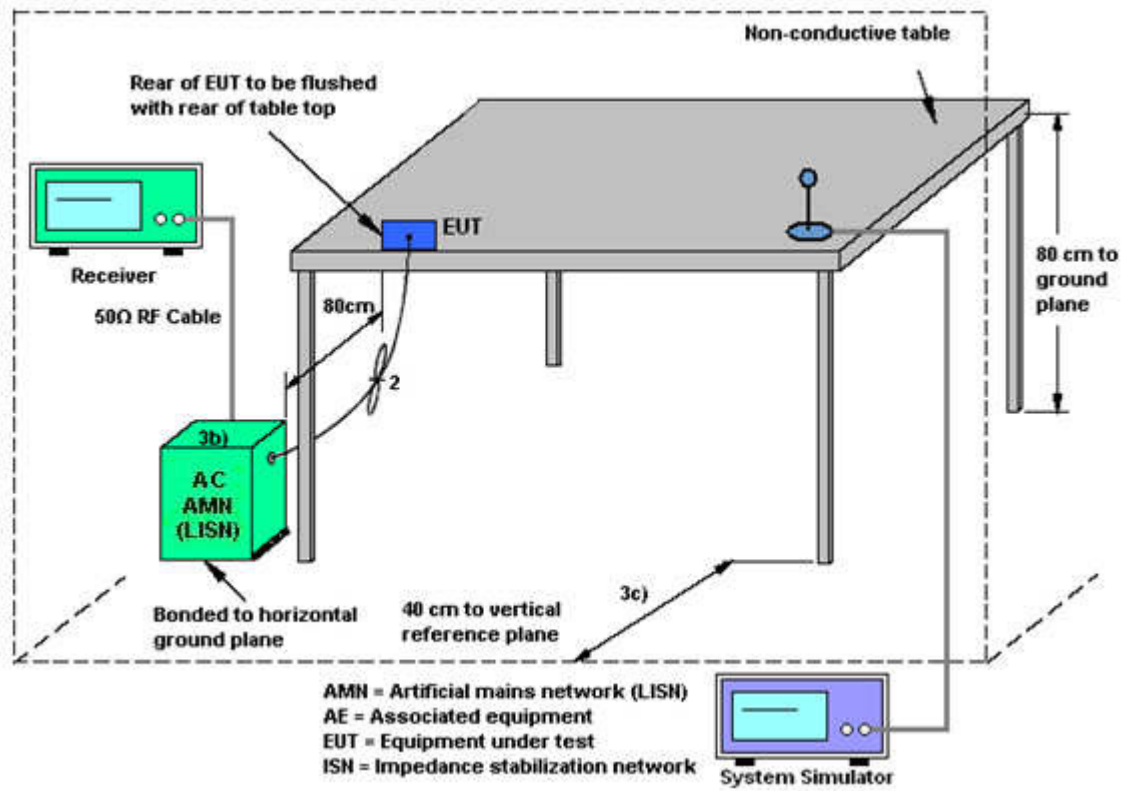 Non-conductive table
Rear of EUT to be flushed
with rear of table top
EUT
Receiver
80cm
80 cm to
ground
plane
50Ω RF Cable
2
3b)
AC
AMN
(LISN)
3c)
Bonded to horizontal
ground plane
40 cm to vertical
reference plane
AMN = Artificial mains network (LISN)
AE = Associated equipment
EUT = Equipment under test
ISN = Impedance stabilization network
System Simulator